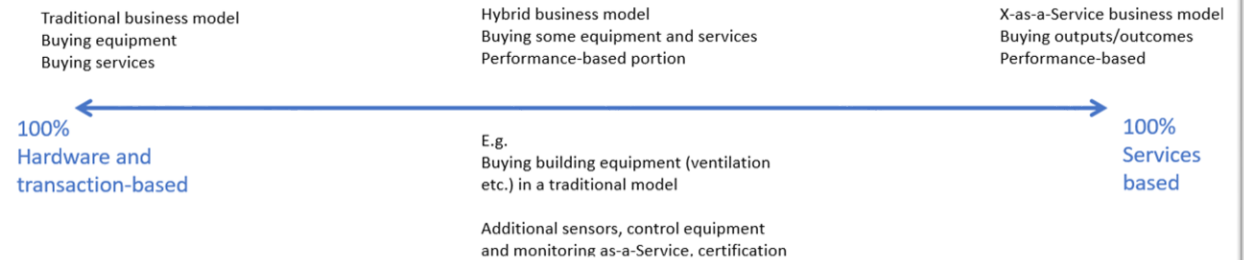 Traditional business model
Buying equipment
Buying services
Hybrid business model
Buying some equipment and services
Performance-based portion
X-as-a-Service business model
Buying outputs/outcomes
Performance-based
100%
Hardware and
transaction-based
E.g.
Buying building equipment (ventilation
etc.) in a traditional model
Additional sensors, control equipment
and monitoring as-a-Service, certification
100%
Services
based